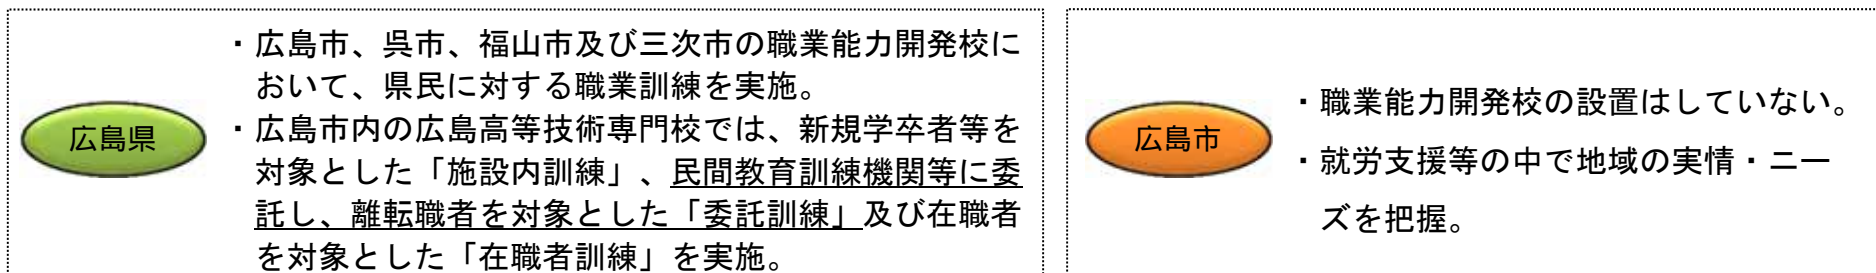 広島県
・広島市、呉市、福山市及び三次市の職業能力開発校に
おいて、県民に対する職業訓練を実施。
・広島市内の広島高等技術専門校では、新規学卒者等を
対象とした「施設内訓練」、民間教育訓練機関等に委
託し、離転職者を対象とした「委託訓練」及び在職者
を対象とした「在職者訓練」を実施。
広島市
・職業能力開発校の設置はしていない。
・就労支援等の中で地域の実情・ニー
ズを把握。